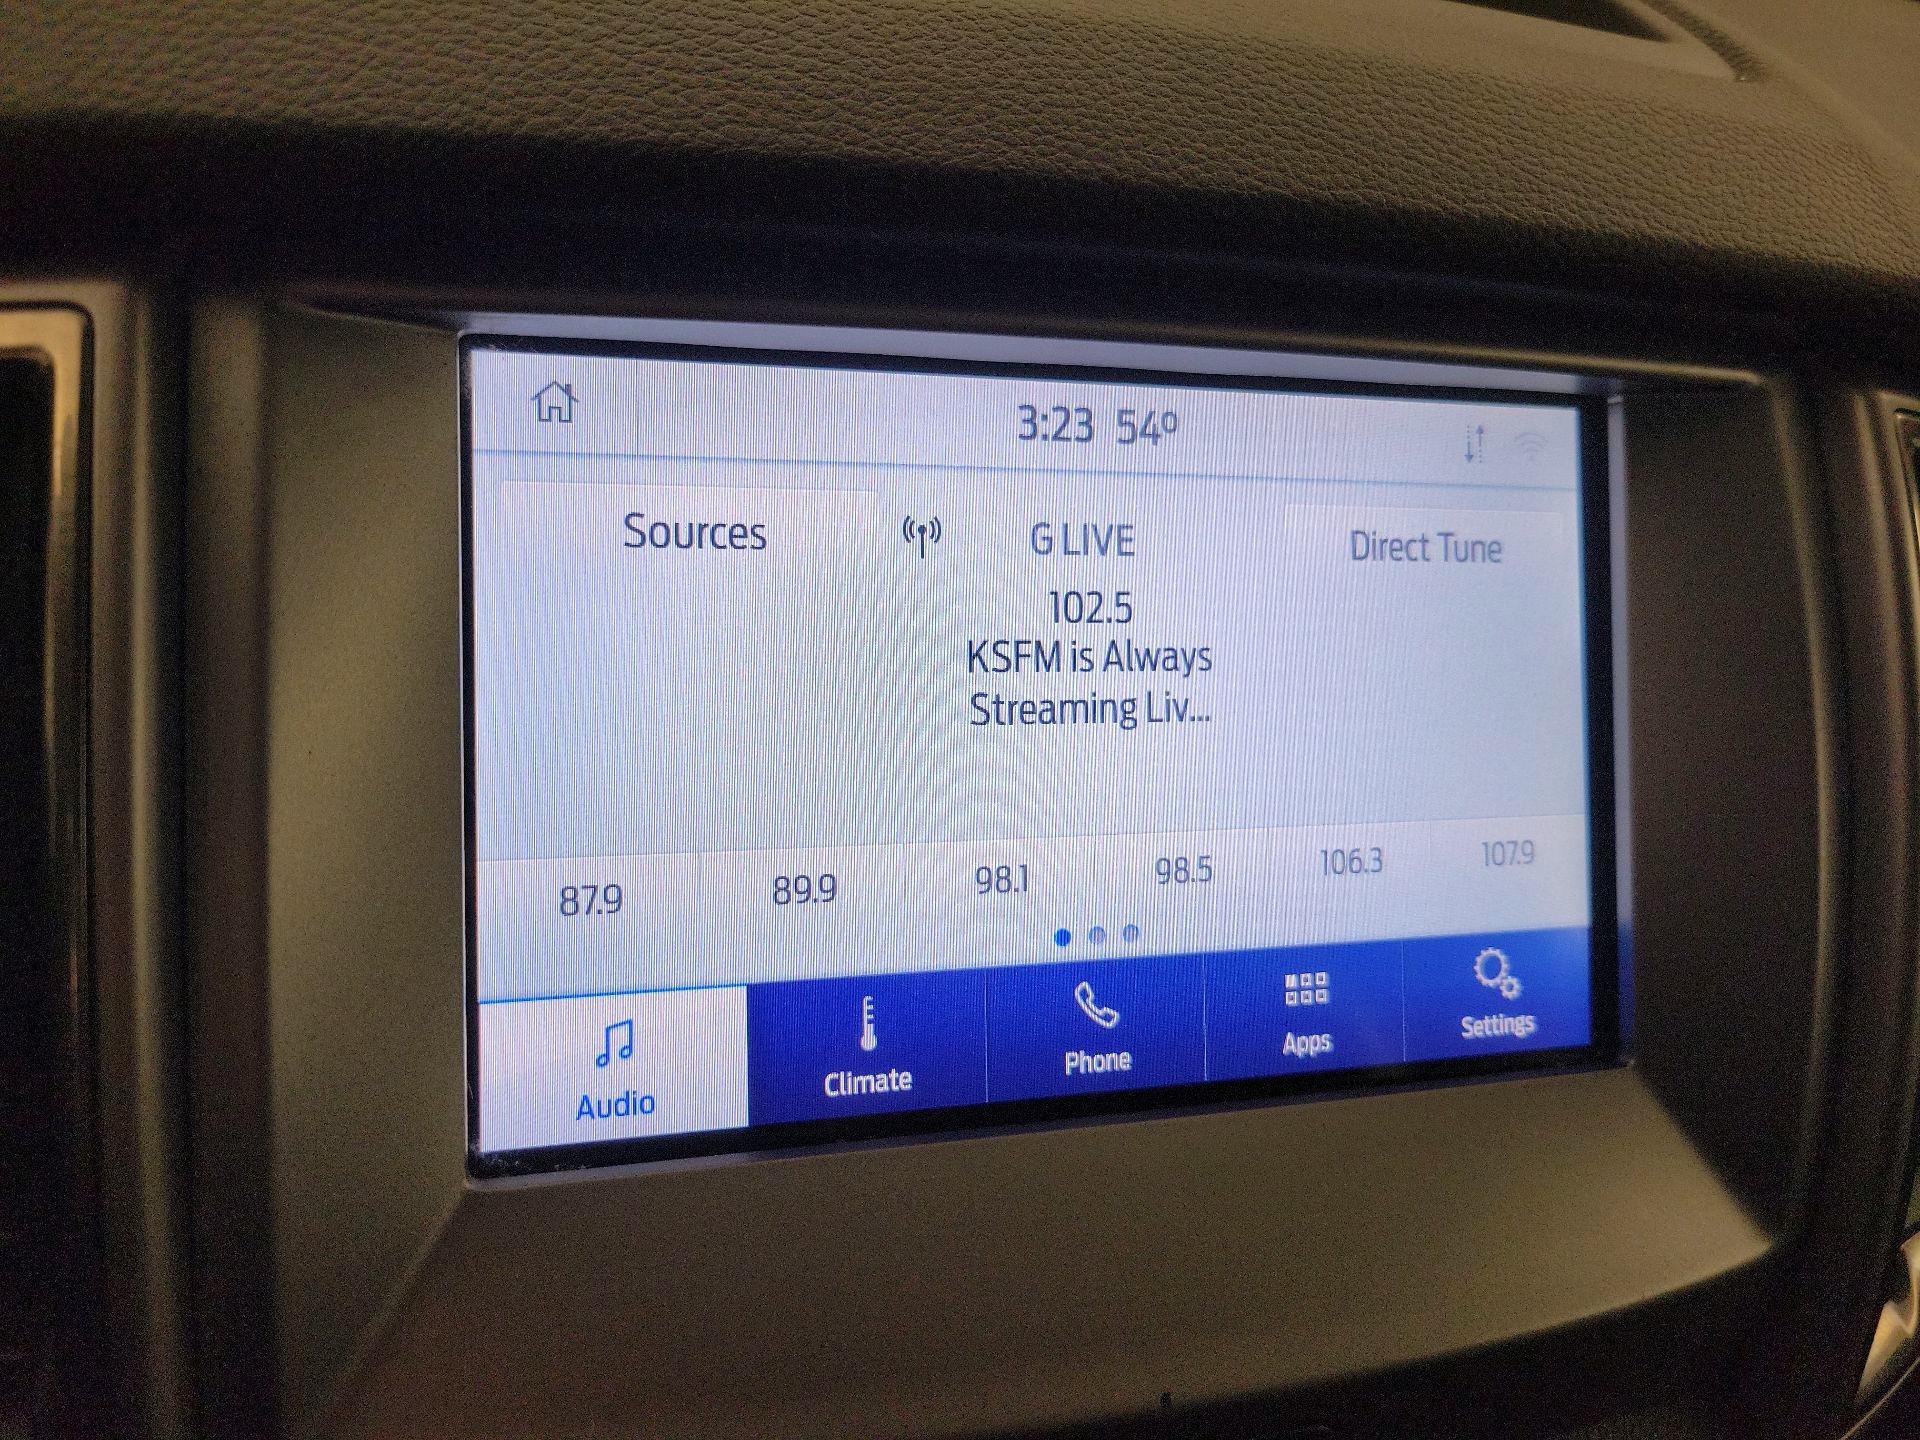 3:23 54º
Sources
G LIVE
Direct Tune
102.5
KSFM is Always
Streaming Liv...
87.9
89.9
98.1
98.5
106.3
107.9
Audio
Climate
Phone
Apps
Settings